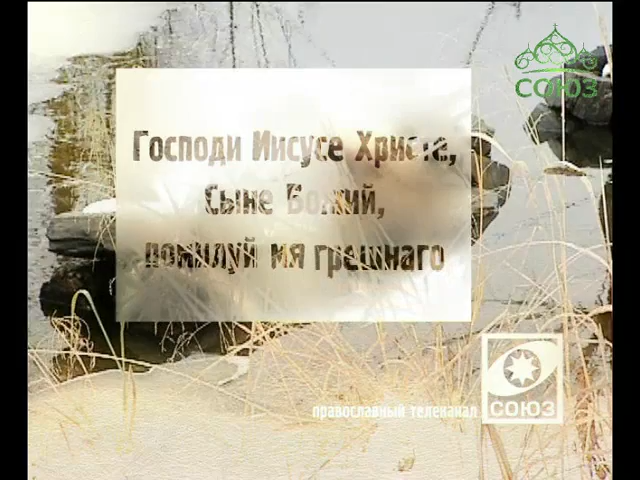 СОЮЗ
Господи Иисусе Христе,
Сыне Божий,
помилуй мя грешнаго
православный телеканал
СОЮЗ